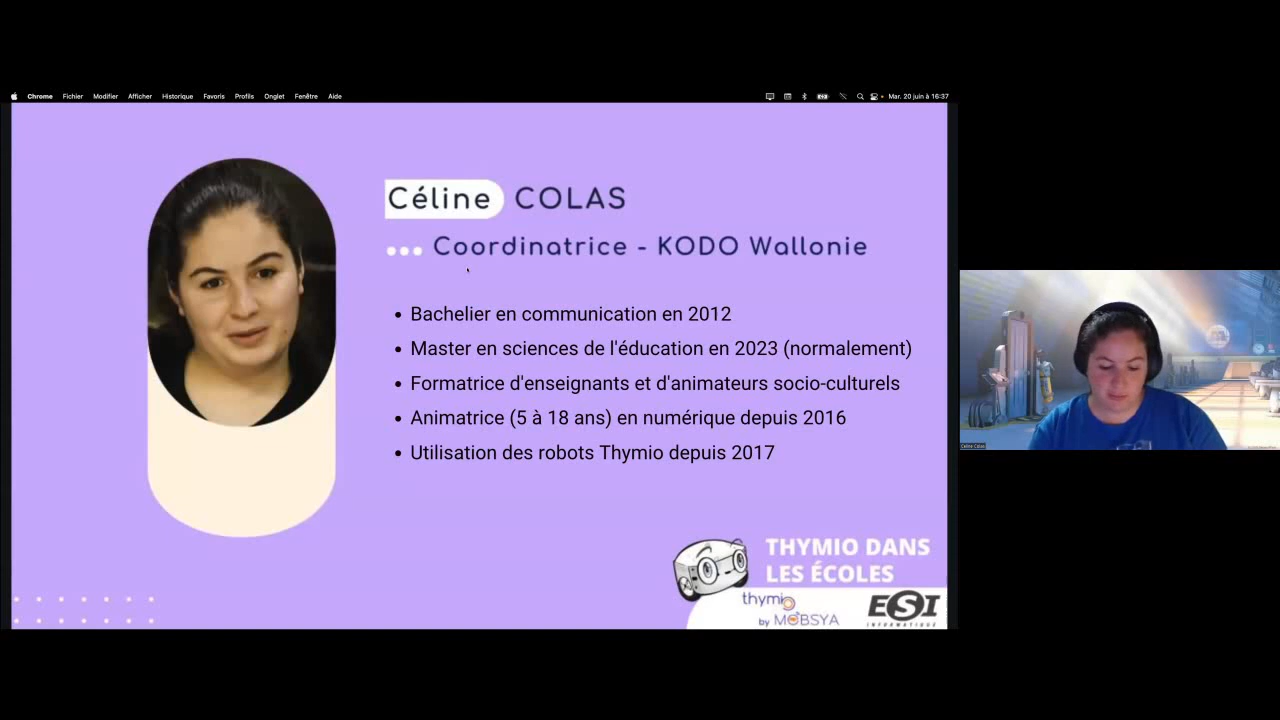 Chrome Fichier Modifier Afficher Historique Favoris Profils Onglet Fenêtre Aide Mar. 20 juin à 16:37
Céline COLAS
Coordinatrice - KODO Wallonie
• Bachelier en communication en 2012
• Master en sciences de l'éducation en 2023 (normalement)
• Formatrice d'enseignants et d'animateurs socio-culturels
• Animatrice (5 à 18 ans) en numérique depuis 2016
• Utilisation des robots Thymio depuis 2017
Céline Colas
THYMIO DANS
LES ÉCOLES
thymio
by MOBSYA
ESI
INFORMATIQUE